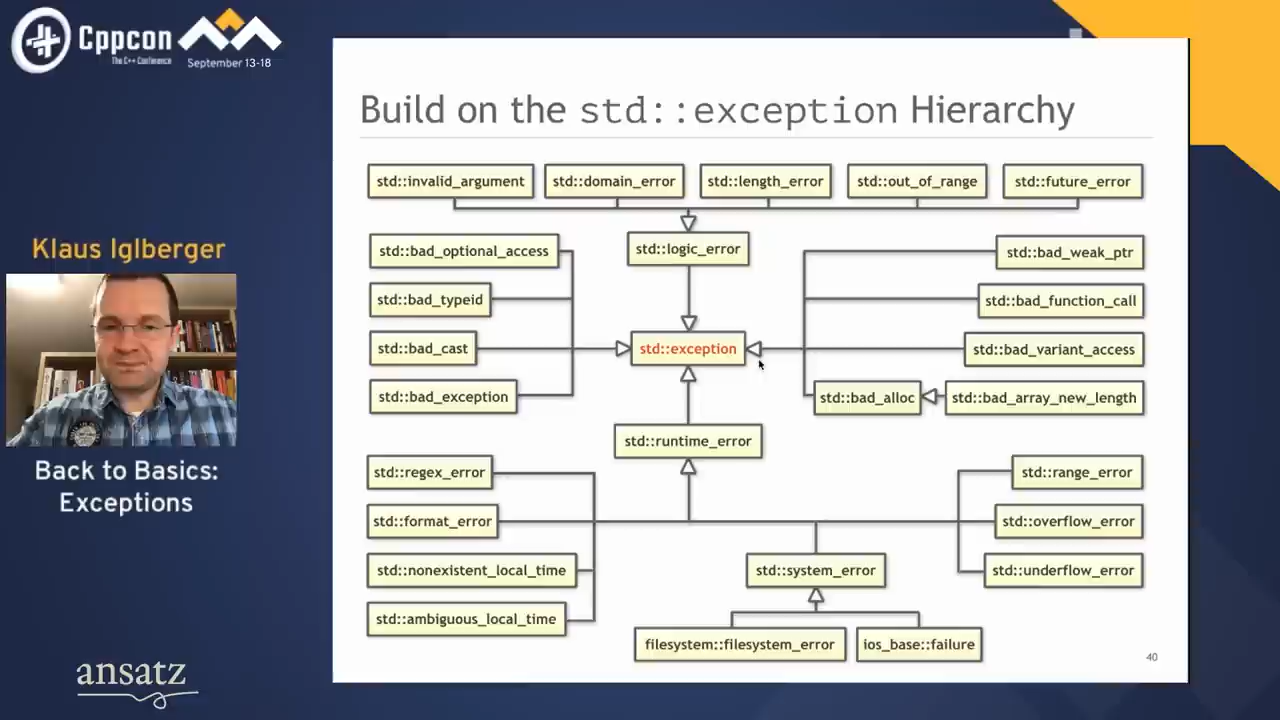 Cppcon
The C++ Conference
September 13-18
Klaus Iglberger
Back to Basics:
Exceptions
ansatz
Build on the std::exception Hierarchy
std::invalid_argument
std::domain_error
std::length_error
std::out_of_range
std::future_error
std::logic_error
std::bad_optional_access
std::bad_typeid
std::bad_cast
std::bad_exception
std::exception
std::bad_weak_ptr
std::bad_function_call
std::bad_variant_access
std::bad_alloc
std::bad_array_new_length
std::runtime_error
std::regex_error
std::format_error
std::nonexistent_local_time
std::ambiguous_local_time
std::range_error
std::overflow_error
std::underflow_error
std::system_error
filesystem::filesystem_error
ios_base::failure
40